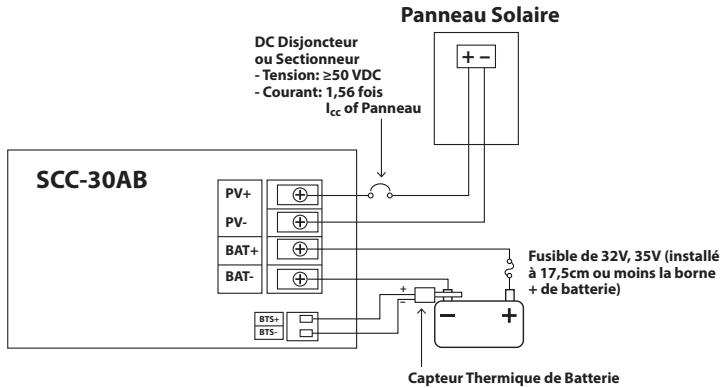 Panneau Solaire
DC Disjoncteur
ou Sectionneur
- Tension: ≥50 VDC
- Courant: 1,56 fois
Icc of Panneau
+ −
SCC-30AB
PV+
PV-
BAT+
BAT-
Fusible de 32V, 35V (installé
à 17,5cm ou moins la borne
+ de batterie)
BTS+
BTS-
+
−
− +
Capteur Thermique de Batterie